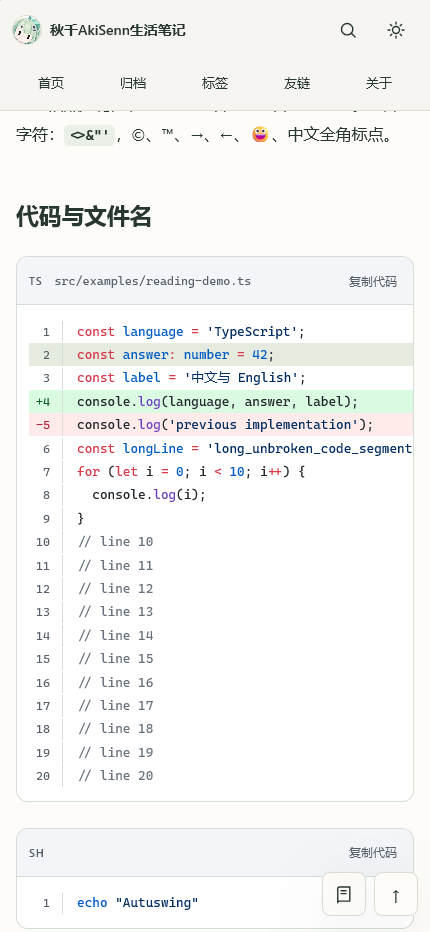 秋千AkiSenn生活笔记
首页 归档 标签 友链 关于
字符：<>&"'，©、™、→、←、😀、中文全角标点。
代码与文件名
TS src/examples/reading-demo.ts 复制代码
1 const language = 'TypeScript';
2 const answer: number = 42;
3 const label = '中文与 English';
+4 console.log(language, answer, label);
−5 console.log('previous implementation');
6 const longLine = 'long_unbroken_code_segment
7 for (let i = 0; i < 10; i++) {
8 console.log(i);
9 }
10 // line 10
11 // line 11
12 // line 12
13 // line 13
14 // line 14
15 // line 15
16 // line 16
17 // line 17
18 // line 18
19 // line 19
20 // line 20
SH 复制代码
1 echo "Autuswing"
↑